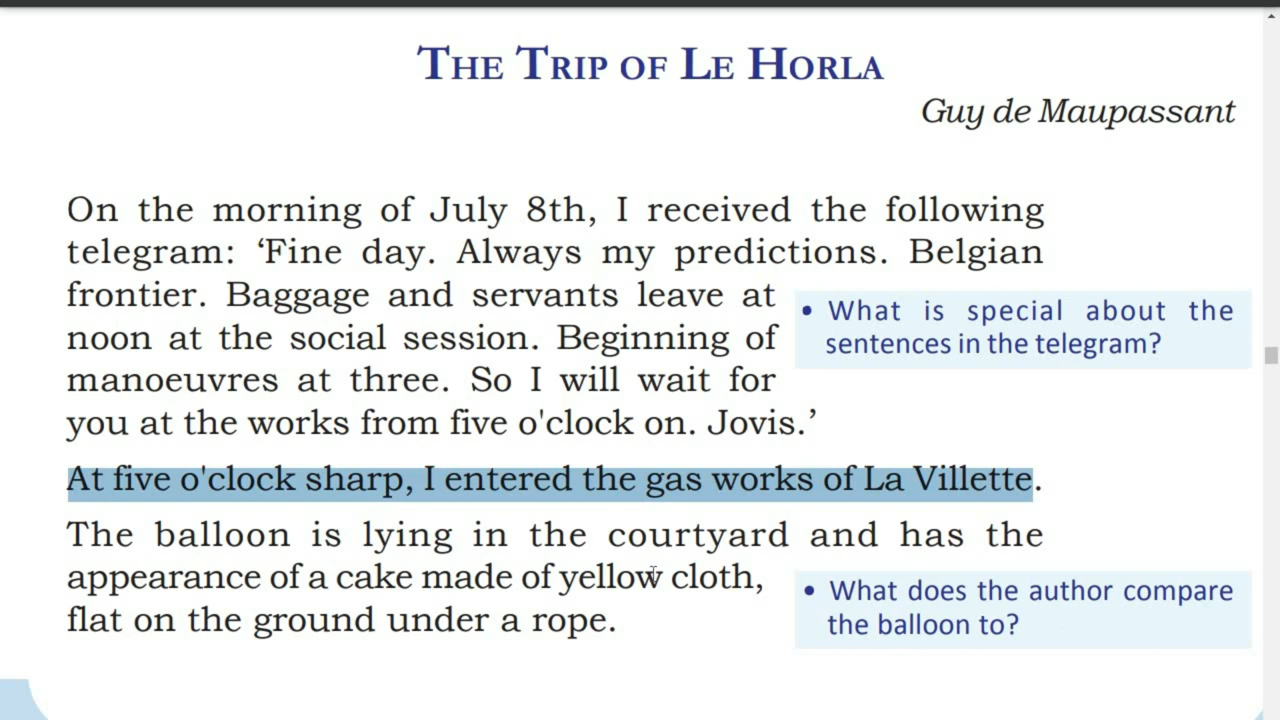 THE TRIP OF LE HORLA
Guy de Maupassant
On the morning of July 8th, I received the following
telegram: ‘Fine day. Always my predictions. Belgian
frontier. Baggage and servants leave at
noon at the social session. Beginning of
manoeuvres at three. So I will wait for
you at the works from five o'clock on. Jovis.’
• What is special about the
sentences in the telegram?
At five o'clock sharp, I entered the gas works of La Villette.
The balloon is lying in the courtyard and has the
appearance of a cake made of yellow cloth,
flat on the ground under a rope.
• What does the author compare
the balloon to?